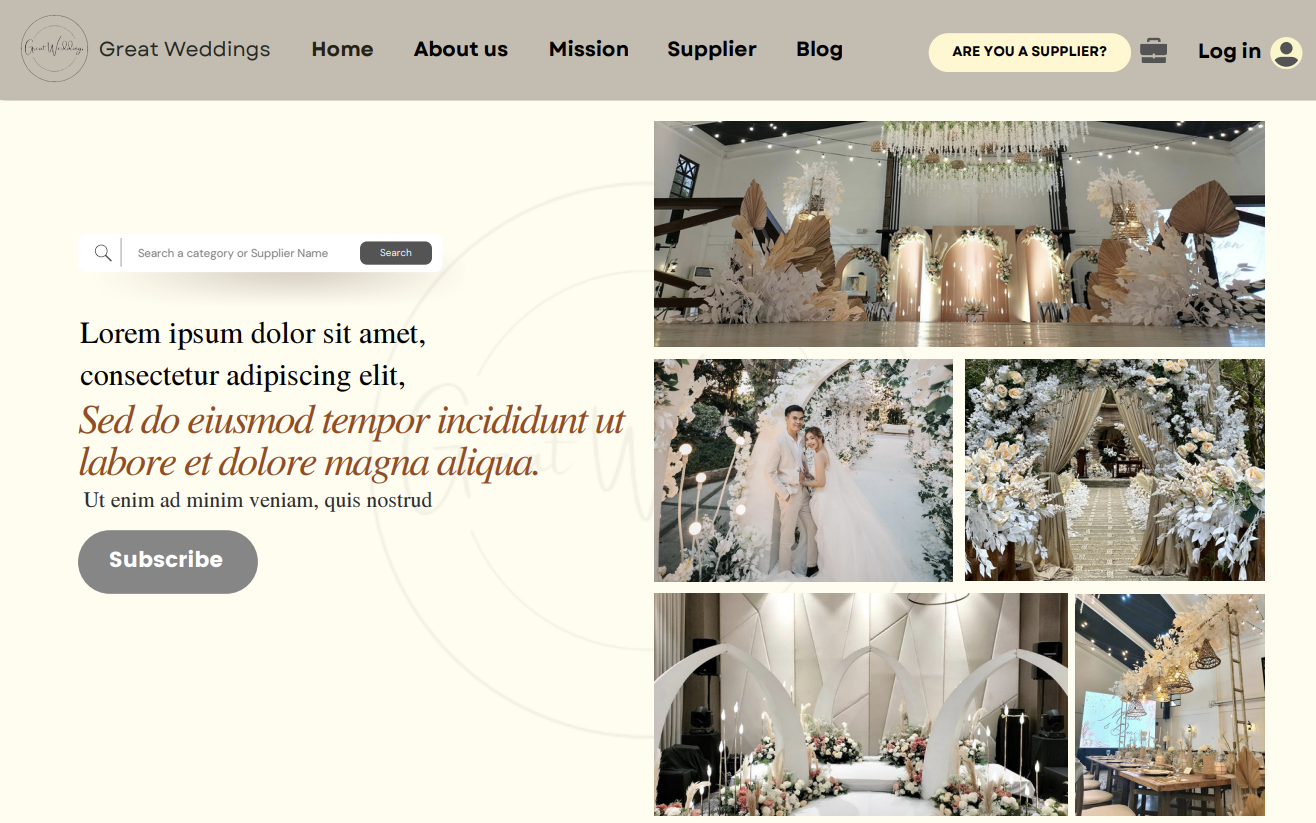 Great Weddings
Great Weddings
Home
About us
Mission
Supplier
Blog
ARE YOU A SUPPLIER?
Log in
Search a category or Supplier Name
Search
Lorem ipsum dolor sit amet,
consectetur adipiscing elit,
Sed do eiusmod tempor incididunt ut
labore et dolore magna aliqua.
Ut enim ad minim veniam, quis nostrud
Subscribe
Great W